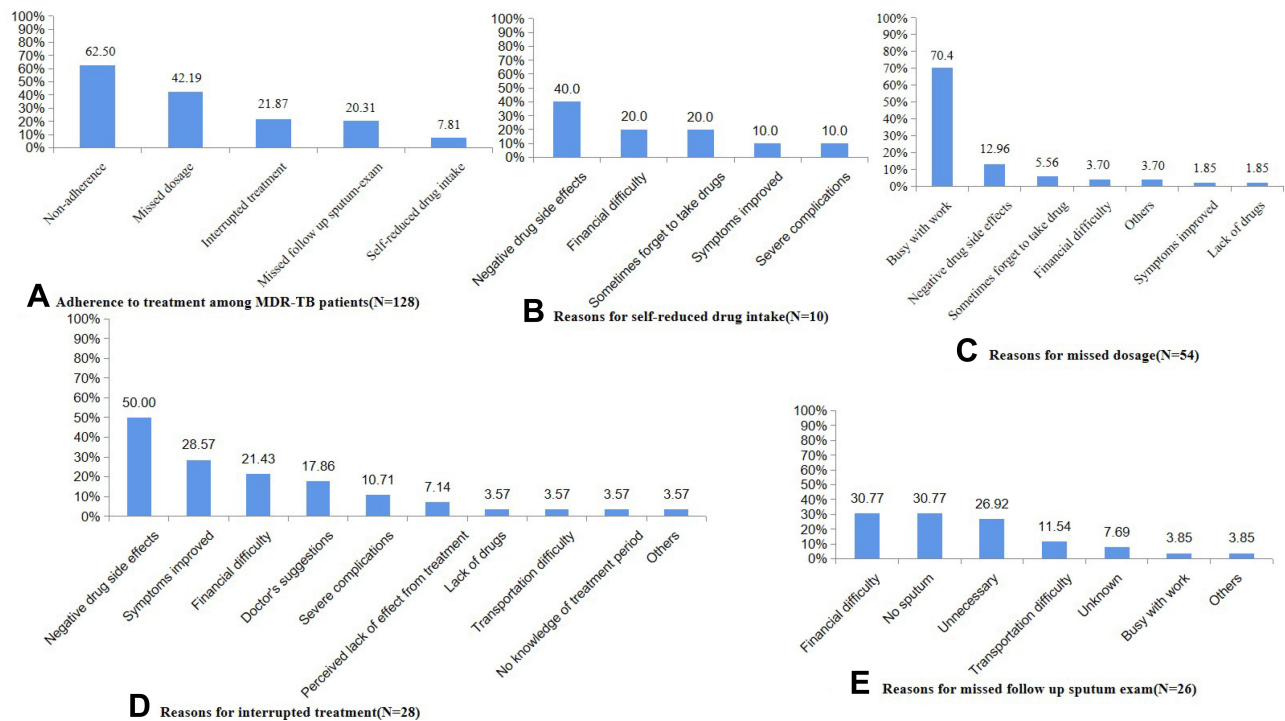 100%
90%
80%
70%
60%
50%
40%
30%
20%
10%
0%
62.50
42.19
21.87
20.31
7.81
Non-adherence
Missed dosage
Interrupted treatment
Missed follow up sputum-exam
Self-reduced drug intake
A Adherence to treatment among MDR-TB patients(N=128)
100%
90%
80%
70%
60%
50%
40%
30%
20%
10%
0%
40.0
20.0
20.0
10.0
10.0
Negative drug side effects
Financial difficulty
Sometimes forget to take drugs
Symptoms improved
Severe complications
B Reasons for self-reduced drug intake(N=10)
100%
90%
80%
70%
60%
50%
40%
30%
20%
10%
0%
70.4
12.96
5.56
3.70
3.70
1.85
1.85
Busy with work
Negative drug side effects
Sometimes forget to take drug
Financial difficulty
Others
Symptoms improved
Lack of drugs
C Reasons for missed dosage(N=54)
100%
90%
80%
70%
60%
50%
40%
30%
20%
10%
0%
50.00
28.57
21.43
17.86
10.71
7.14
3.57
3.57
3.57
3.57
Negative drug side effects
Symptoms improved
Financial difficulty
Doctor's suggestions
Severe complications
Perceived lack of effect from treatment
Lack of drugs
Transportation difficulty
No knowledge of treatment period
Others
D Reasons for interrupted treatment(N=28)
100%
90%
80%
70%
60%
50%
40%
30%
20%
10%
0%
30.77
30.77
26.92
11.54
7.69
3.85
3.85
Financial difficulty
No sputum
Unnecessary
Transportation difficulty
Unknown
Busy with work
Others
E Reasons for missed follow up sputum exam(N=26)